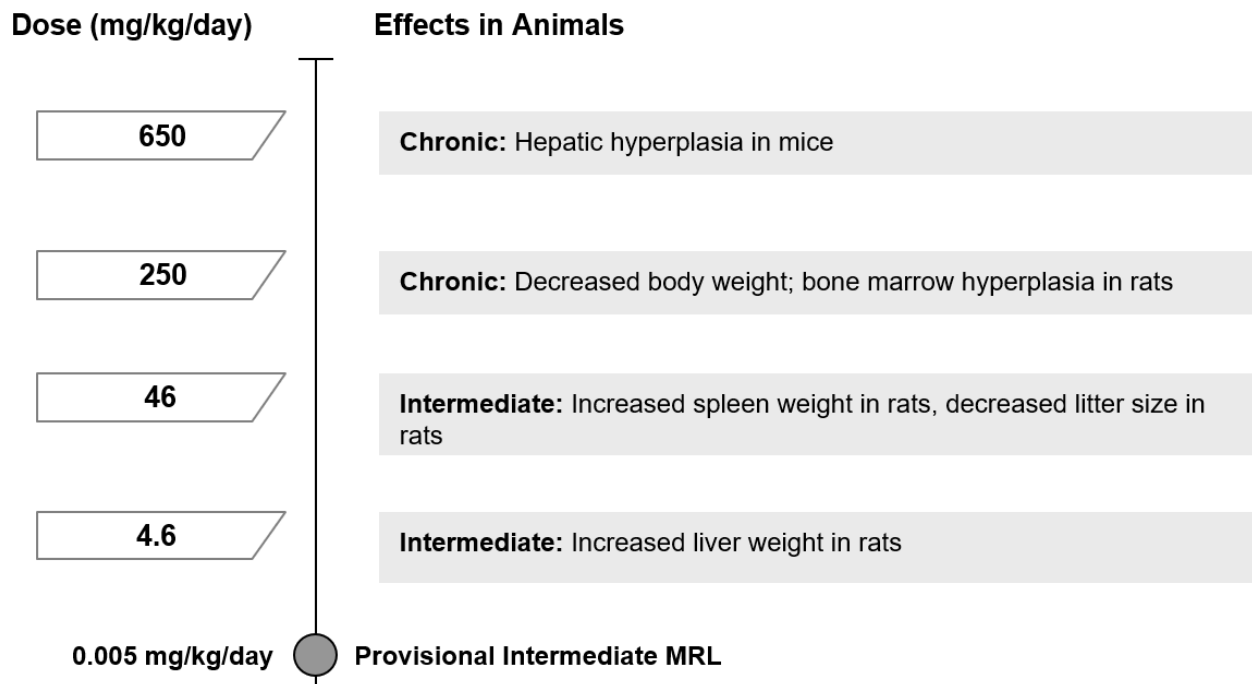 Dose (mg/kg/day) Effects in Animals
650 Chronic: Hepatic hyperplasia in mice
250 Chronic: Decreased body weight; bone marrow hyperplasia in rats
46 Intermediate: Increased spleen weight in rats, decreased litter size in
rats
4.6 Intermediate: Increased liver weight in rats
0.005 mg/kg/day Provisional Intermediate MRL